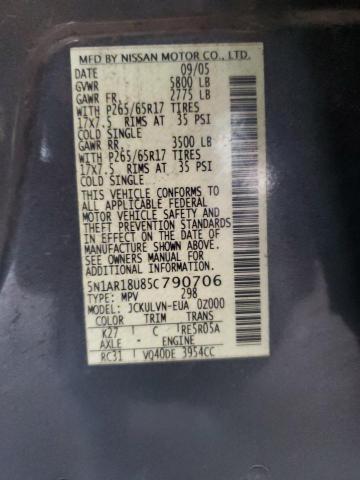 MFD BY NISSAN MOTOR CO., LTD.
DATE 09/05
GVWR 5800 LB
GAWR FR. 2775 LB
WITH P265/65R17 TIRES
17X7.5 RIMS AT 35 PSI
COLD SINGLE
GAWR RR. 3500 LB
WITH P265/65R17 TIRES
17X7.5 RIMS AT 35 PSI
COLD SINGLE
THIS VEHICLE CONFORMS TO
ALL APPLICABLE FEDERAL
MOTOR VEHICLE SAFETY AND
THEFT PREVENTION STANDARDS
IN EFFECT ON THE DATE OF
MANUFACTURE SHOWN ABOVE.
SEE OWNERS MANUAL FOR
ADDITIONAL INFORMATION.
5N1AR18U85C790706
TYPE: MPV 298
MODEL: JCKULVN-EUA 0Z000
COLOR TRIM TRANS
K27 C RE5R05A
AXLE ENGINE
RC31 VQ40DE 3954CC